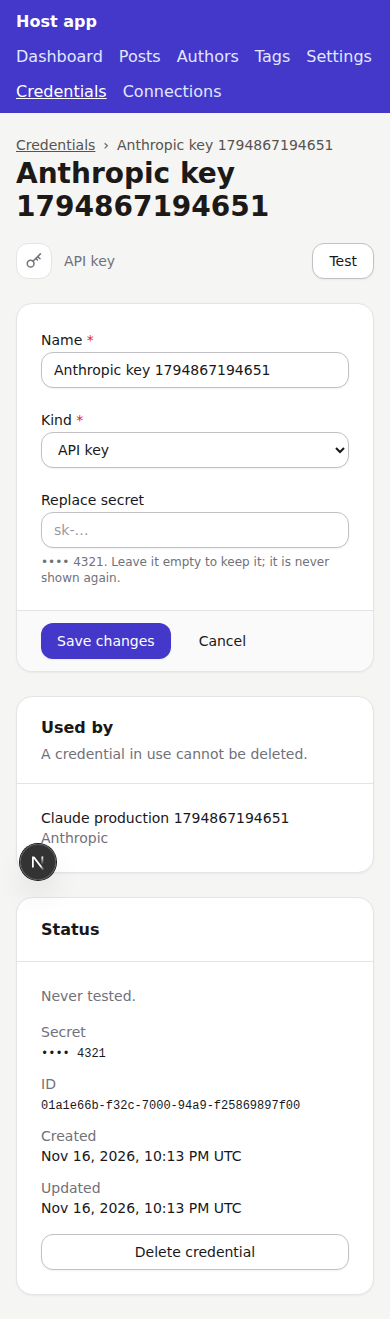 Host app
Dashboard Posts Authors Tags Settings
Credentials Connections
Credentials › Anthropic key 1794867194651
Anthropic key
1794867194651
API key
Test
Name *
Anthropic key 1794867194651
Kind *
API key
Replace secret
sk-...
•••• 4321. Leave it empty to keep it; it is never
shown again.
Save changes
Cancel
Used by
A credential in use cannot be deleted.
Claude production 1794867194651
Anthropic
N
Status
Never tested.
Secret
•••• 4321
ID
01a1e66b-f32c-7000-94a9-f25869897f00
Created
Nov 16, 2026, 10:13 PM UTC
Updated
Nov 16, 2026, 10:13 PM UTC
Delete credential